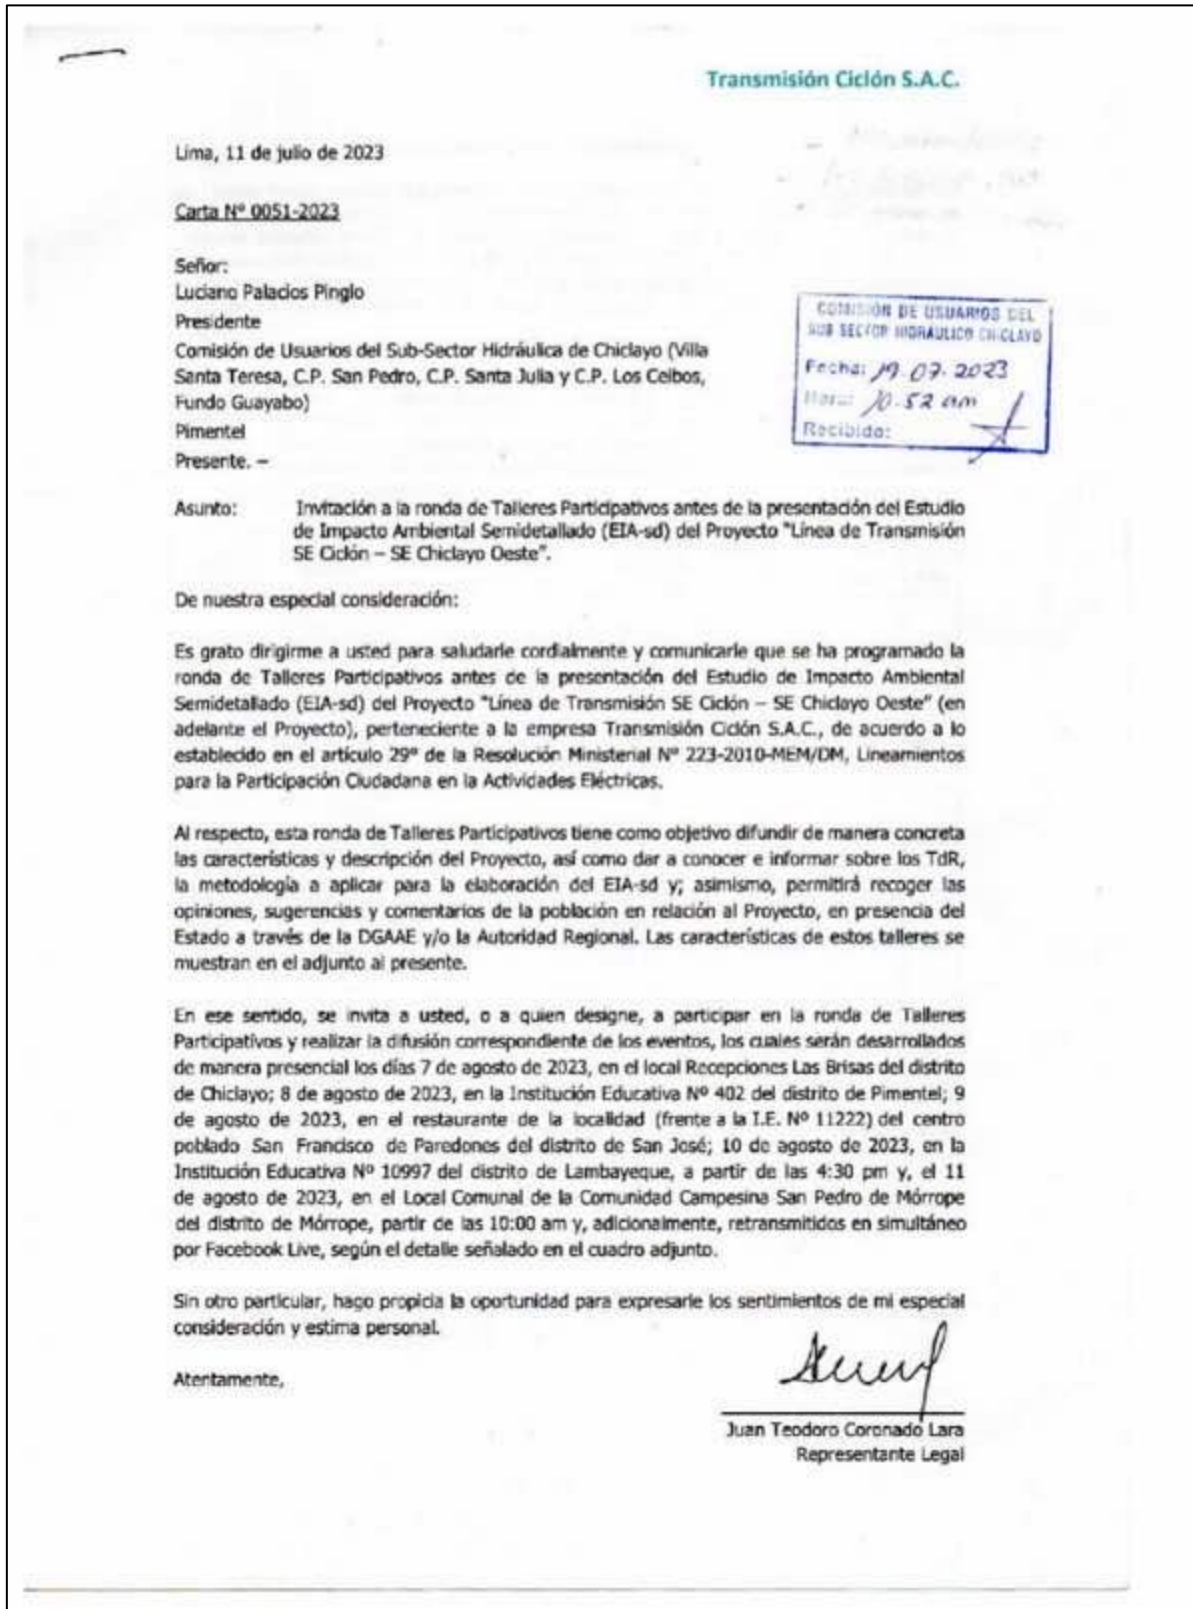 Transmisión Ciclón S.A.C.
Lima, 11 de julio de 2023
Carta Nº 0051-2023
Señor:
Luciano Palacios Pinglo
Presidente
Comisión de Usuarios del Sub-Sector Hidráulica de Chiclayo (Villa
Santa Teresa, C.P. San Pedro, C.P. Santa Julia y C.P. Los Ceibos,
Fundo Guayabo)
Pimentel
Presente. –
COMISIÓN DE USUARIOS DEL
SUB SECTOR HIDRAULICO CHICLAYO
Fecha: 19.07.2023
Hora: 10.52 am
Recibido:
Asunto: Invitación a la ronda de Talleres Participativos antes de la presentación del Estudio
de Impacto Ambiental Semidetallado (EIA-sd) del Proyecto "Línea de Transmisión
SE Ciclón – SE Chiclayo Oeste".
De nuestra especial consideración:
Es grato dirigirme a usted para saludarle cordialmente y comunicarle que se ha programado la
ronda de Talleres Participativos antes de la presentación del Estudio de Impacto Ambiental
Semidetallado (EIA-sd) del Proyecto "Línea de Transmisión SE Ciclón – SE Chiclayo Oeste" (en
adelante el Proyecto), perteneciente a la empresa Transmisión Ciclón S.A.C., de acuerdo a lo
establecido en el artículo 29° de la Resolución Ministerial Nº 223-2010-MEM/DM, Lineamientos
para la Participación Ciudadana en la Actividades Eléctricas.
Al respecto, esta ronda de Talleres Participativos tiene como objetivo difundir de manera concreta
las características y descripción del Proyecto, así como dar a conocer e informar sobre los TdR,
la metodología a aplicar para la elaboración del EIA-sd y; asimismo, permitirá recoger las
opiniones, sugerencias y comentarios de la población en relación al Proyecto, en presencia del
Estado a través de la DGAAE y/o la Autoridad Regional. Las características de estos talleres se
muestran en el adjunto al presente.
En ese sentido, se invita a usted, o a quien designe, a participar en la ronda de Talleres
Participativos y realizar la difusión correspondiente de los eventos, los cuales serán desarrollados
de manera presencial los días 7 de agosto de 2023, en el local Recepciones Las Brisas del distrito
de Chiclayo; 8 de agosto de 2023, en la Institución Educativa Nº 402 del distrito de Pimentel; 9
de agosto de 2023, en el restaurante de la localidad (frente a la I.E. Nº 11222) del centro
poblado San Francisco de Paredones del distrito de San José; 10 de agosto de 2023, en la
Institución Educativa Nº 10997 del distrito de Lambayeque, a partir de las 4:30 pm y, el 11
de agosto de 2023, en el Local Comunal de la Comunidad Campesina San Pedro de Mórrope
del distrito de Mórrope, partir de las 10:00 am y, adicionalmente, retransmitidos en simultáneo
por Facebook Live, según el detalle señalado en el cuadro adjunto.
Sin otro particular, hago propicia la oportunidad para expresarle los sentimientos de mi especial
consideración y estima personal.
Atentamente,
Juan Teodoro Coronado Lara
Representante Legal